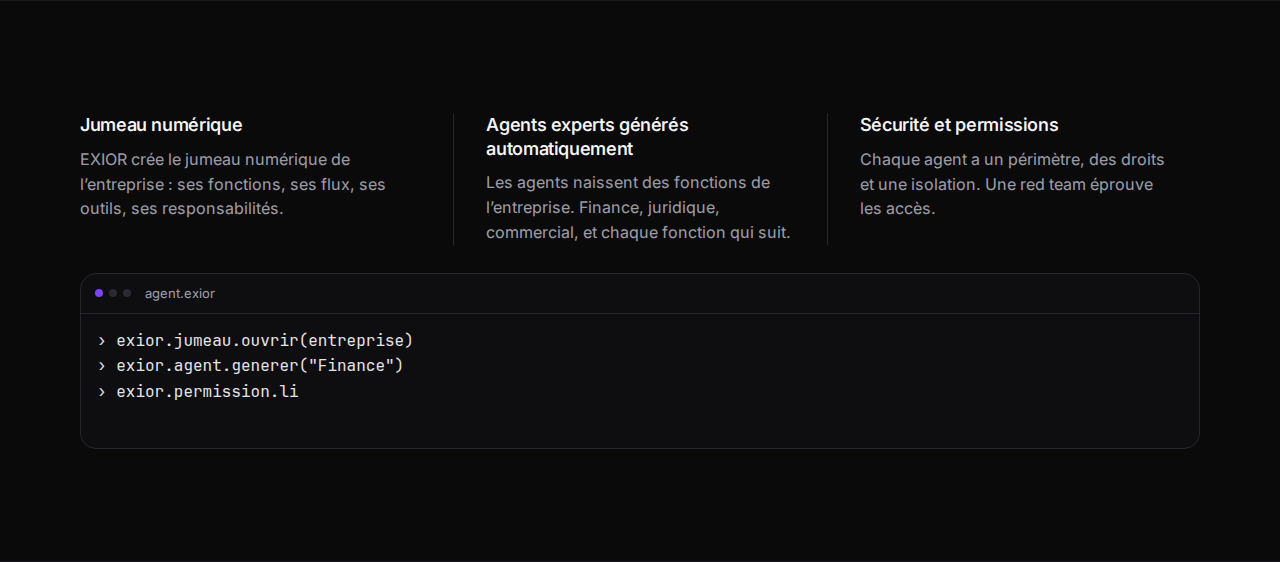 Jumeau numérique
EXIOR crée le jumeau numérique de
l’entreprise : ses fonctions, ses flux, ses
outils, ses responsabilités.
Agents experts générés
automatiquement
Les agents naissent des fonctions de
l’entreprise. Finance, juridique,
commercial, et chaque fonction qui suit.
Sécurité et permissions
Chaque agent a un périmètre, des droits
et une isolation. Une red team éprouve
les accès.
agent.exior
› exior.jumeau.ouvrir(entreprise)
› exior.agent.generer("Finance")
› exior.permission.li